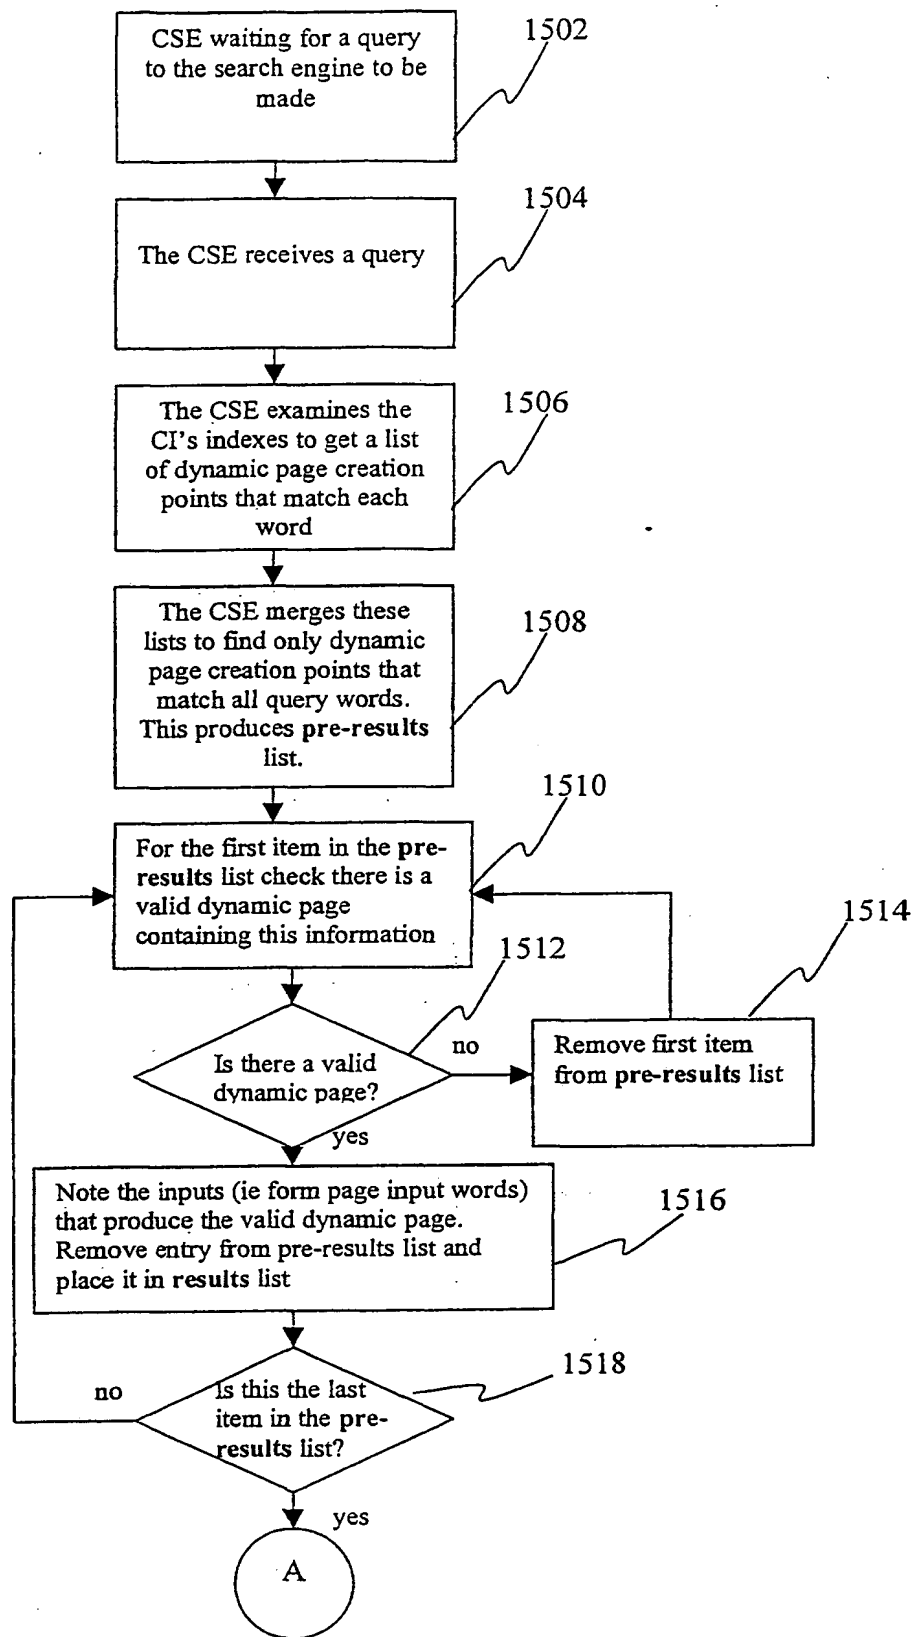 CSE waiting for a query
to the search engine to be
made
1502
The CSE receives a query
1504
The CSE examines the
CI's indexes to get a list
of dynamic page creation
points that match each
word
1506
The CSE merges these
lists to find only dynamic
page creation points that
match all query words.
This produces pre-results
list.
1508
For the first item in the pre-
results list check there is a
valid dynamic page
containing this information
1510
Is there a valid
dynamic page?
1512
no
yes
Remove first item
from pre-results list
1514
Note the inputs (ie form page input words)
that produce the valid dynamic page.
Remove entry from pre-results list and
place it in results list
1516
Is this the last
item in the pre-
results list?
1518
no
yes
A